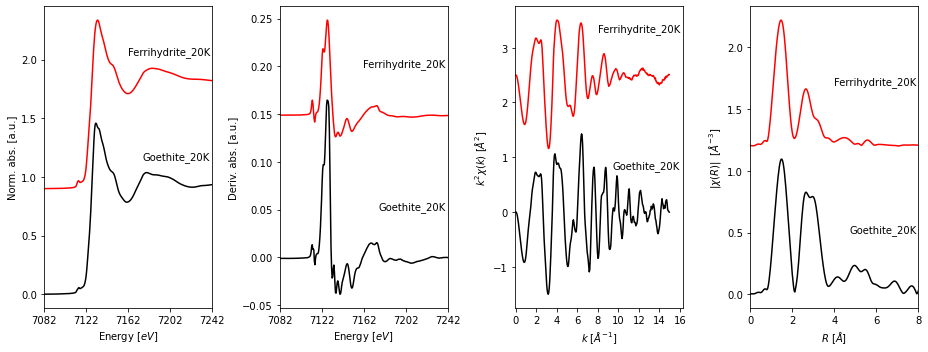 Norm. abs. [a.u.]
2.0
1.5
1.0
0.5
0.0
Ferrihydrite_20K
Goethite_20K
7082 7122 7162 7202 7242
Energy [eV]
Deriv. abs. [a.u.]
0.25
0.20
0.15
0.10
0.05
0.00
−0.05
Ferrihydrite_20K
Goethite_20K
7082 7122 7162 7202 7242
Energy [eV]
k²χ(k) [Å²]
3
2
1
0
−1
Ferrihydrite_20K
Goethite_20K
0 2 4 6 8 10 12 14 16
k [Å⁻¹]
|χ(R)| [Å⁻³]
2.0
1.5
1.0
0.5
0.0
Ferrihydrite_20K
Goethite_20K
0 2 4 6 8
R [Å]